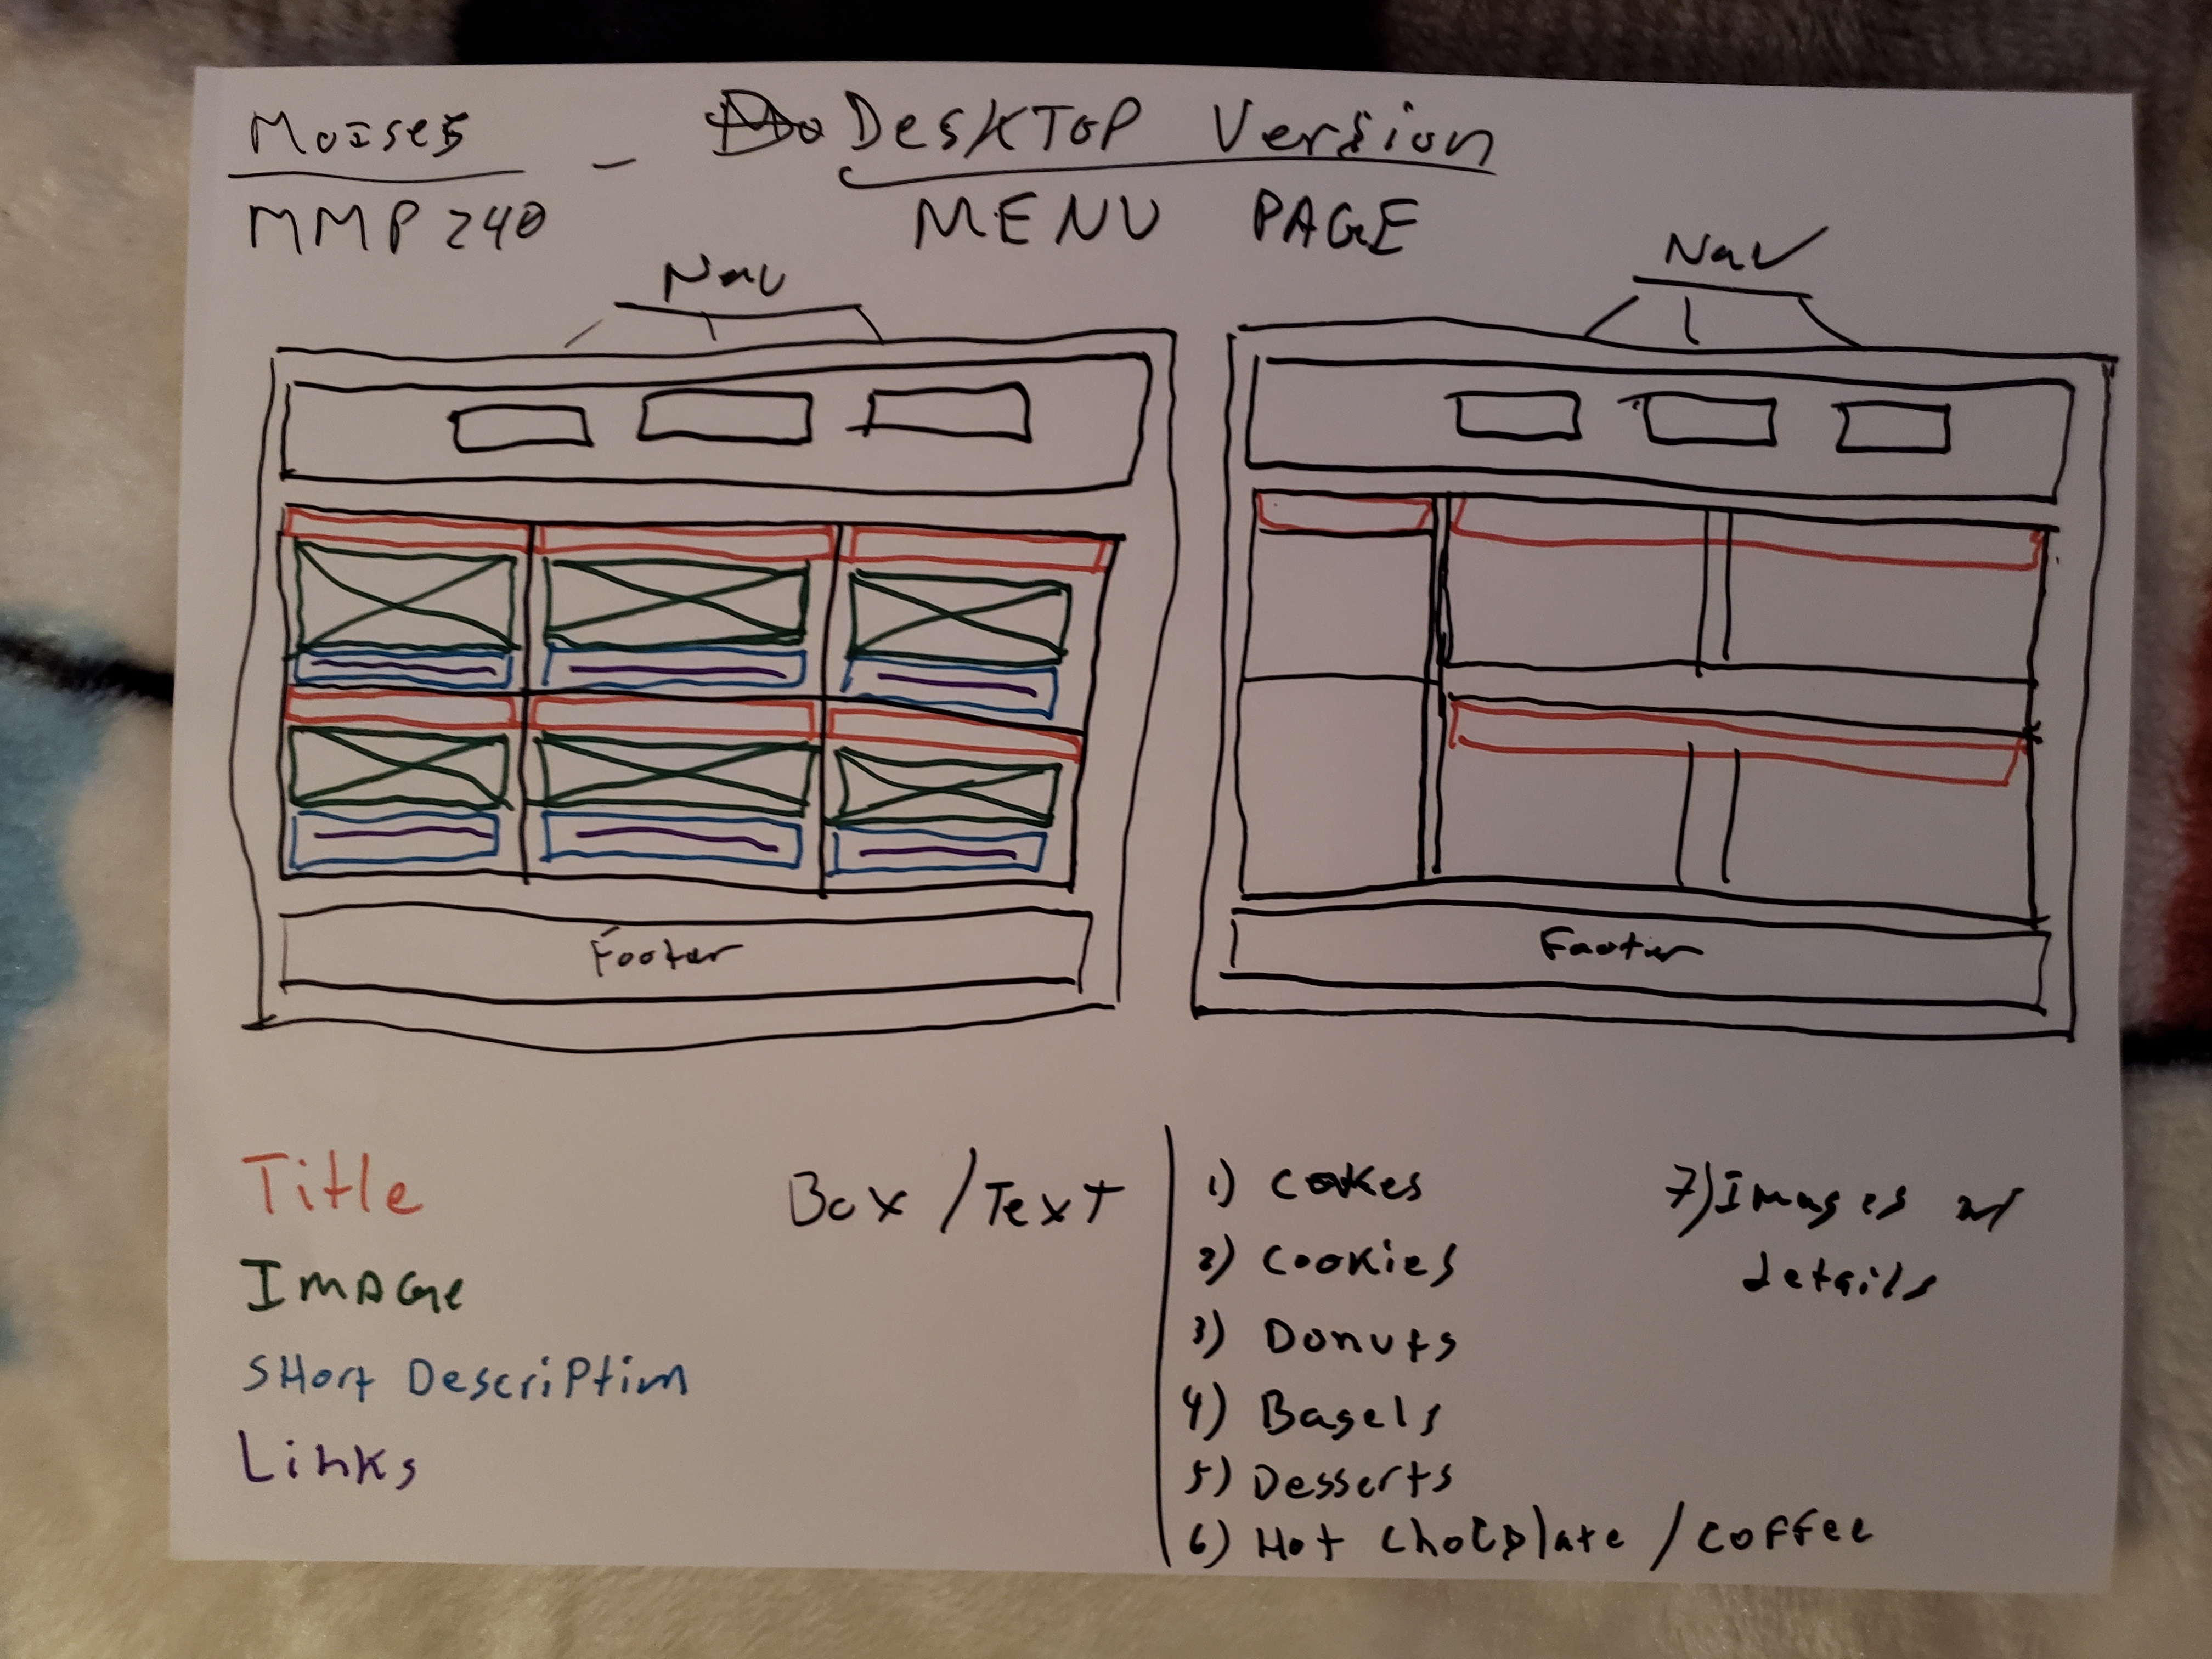 Moises - Desktop Version
MMP 240 MENU PAGE
Nav
Nav
Footer
Footer
Title
Image
Short Description
Links
Box / Text
1) Cakes
2) Cookies
3) Donuts
4) Bagels
5) Desserts
6) Hot Chocolate / Coffee
7) Images w/
details